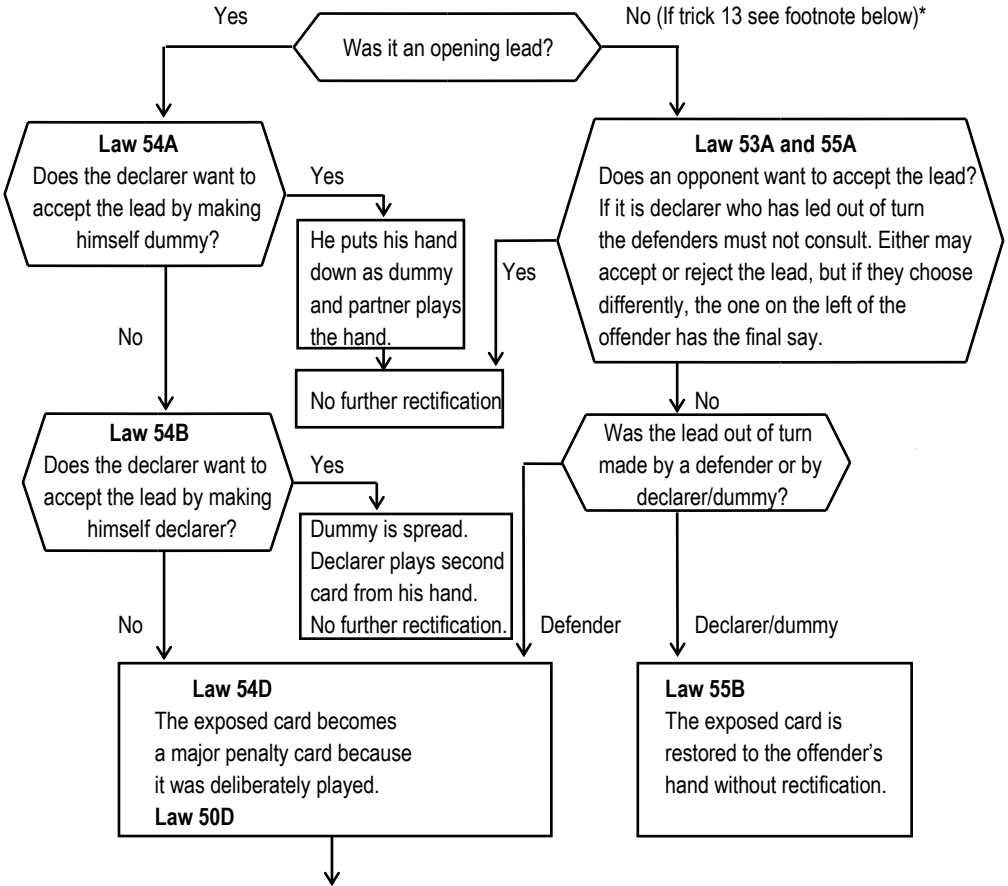 Yes
No (If trick 13 see footnote below)*
Was it an opening lead?
Law 54A
Does the declarer want to
accept the lead by making
himself dummy?
Yes
He puts his hand
down as dummy
and partner plays
the hand.
Law 53A and 55A
Does an opponent want to accept the lead?
If it is declarer who has led out of turn
the defenders must not consult. Either may
accept or reject the lead, but if they choose
differently, the one on the left of the
offender has the final say.
Yes
No
No further rectification
No
Law 54B
Does the declarer want to
accept the lead by making
himself declarer?
Yes
Dummy is spread.
Declarer plays second
card from his hand.
No further rectification.
Was the lead out of turn
made by a defender or by
declarer/dummy?
No
Defender
Declarer/dummy
Law 54D
The exposed card becomes
a major penalty card because
it was deliberately played.
Law 50D
Law 55B
The exposed card is
restored to the offender's
hand without rectification.